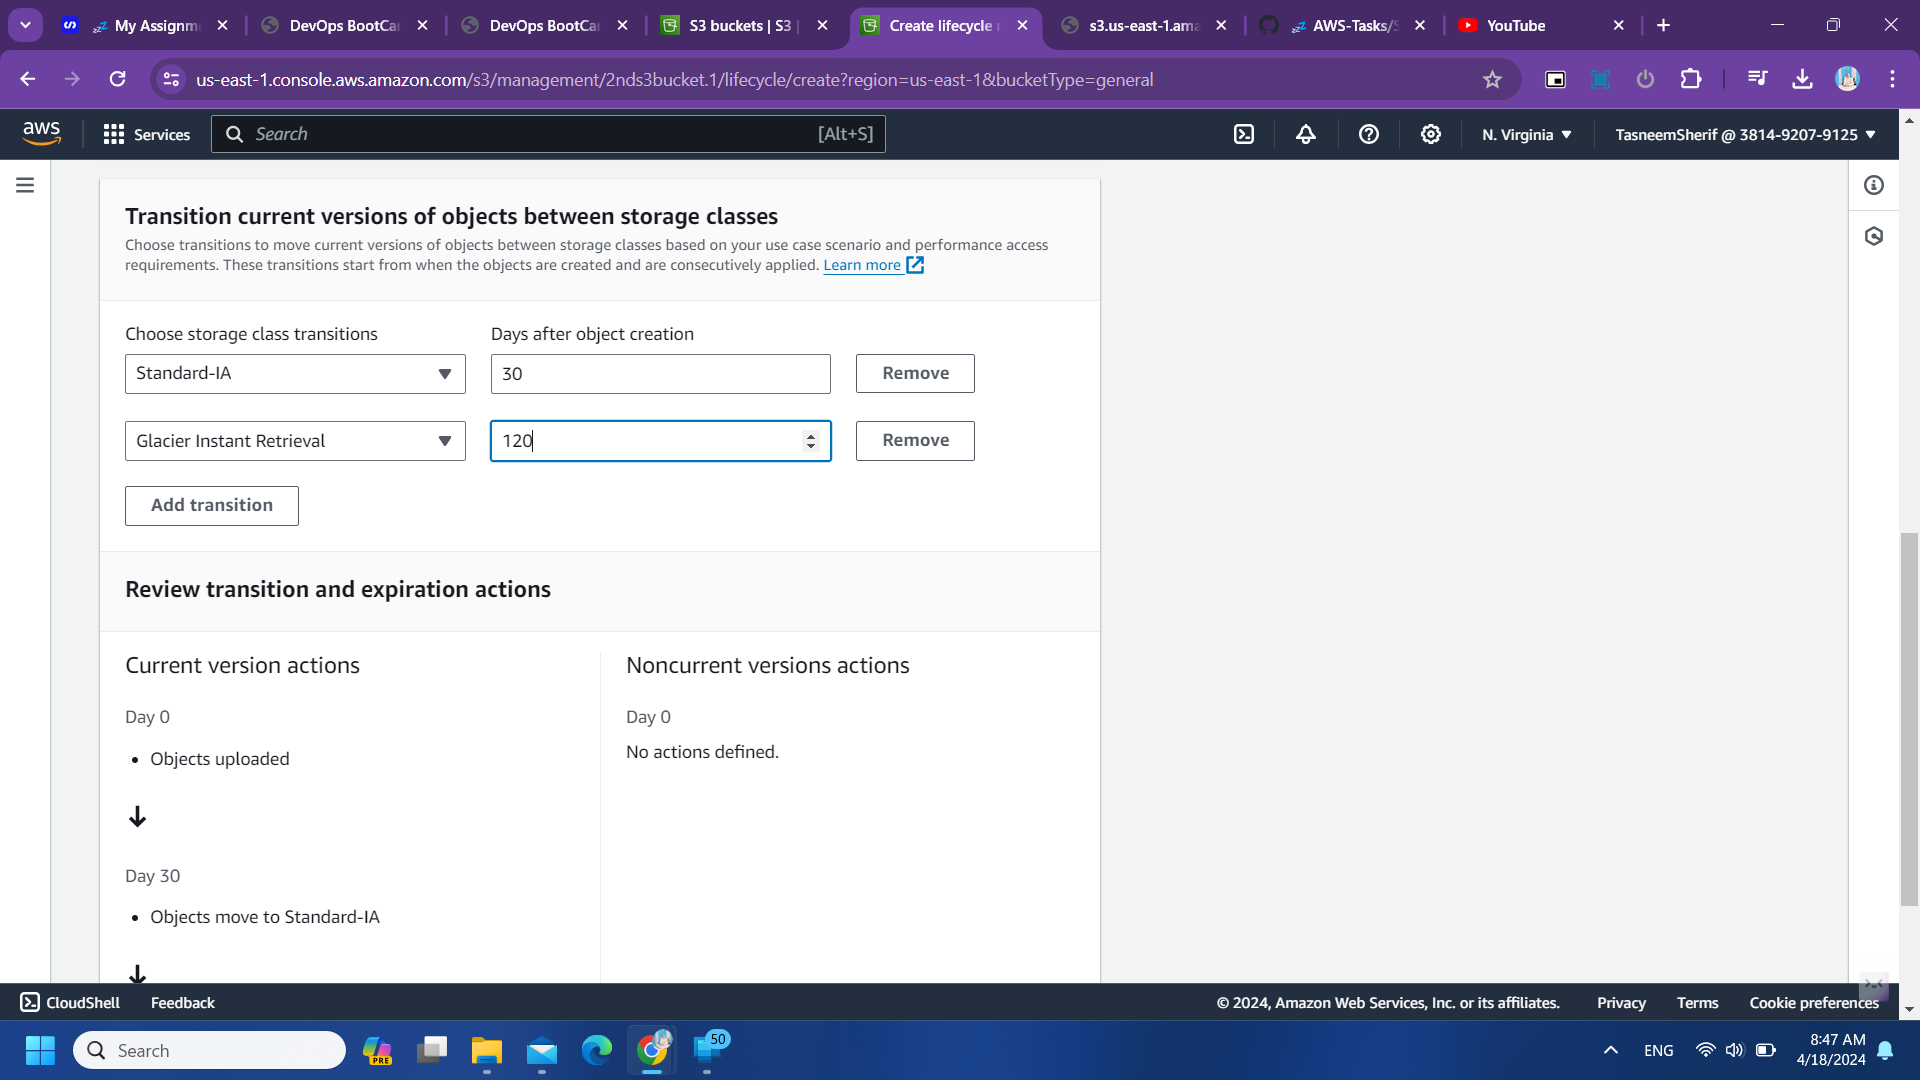 My Assignm
DevOps BootCa
DevOps BootCa
S3 buckets | S3 |
Create lifecycle r
s3.us-east-1.ama
AWS-Tasks/S
YouTube
us-east-1.console.aws.amazon.com/s3/management/2nds3bucket.1/lifecycle/create?region=us-east-1&bucketType=general
aws
Services
Search
[Alt+S]
N. Virginia
TasneemSherif @ 3814-9207-9125
Transition current versions of objects between storage classes
Choose transitions to move current versions of objects between storage classes based on your use case scenario and performance access
requirements. These transitions start from when the objects are created and are consecutively applied. Learn more
Choose storage class transitions
Days after object creation
Standard-IA
30
Remove
Glacier Instant Retrieval
120
Remove
Add transition
Review transition and expiration actions
Current version actions
Noncurrent versions actions
Day 0
Day 0
• Objects uploaded
No actions defined.
Day 30
• Objects move to Standard-IA
CloudShell
Feedback
© 2024, Amazon Web Services, Inc. or its affiliates.
Privacy
Terms
Cookie preferences
Search
PRE
50
ENG
8:47 AM
4/18/2024